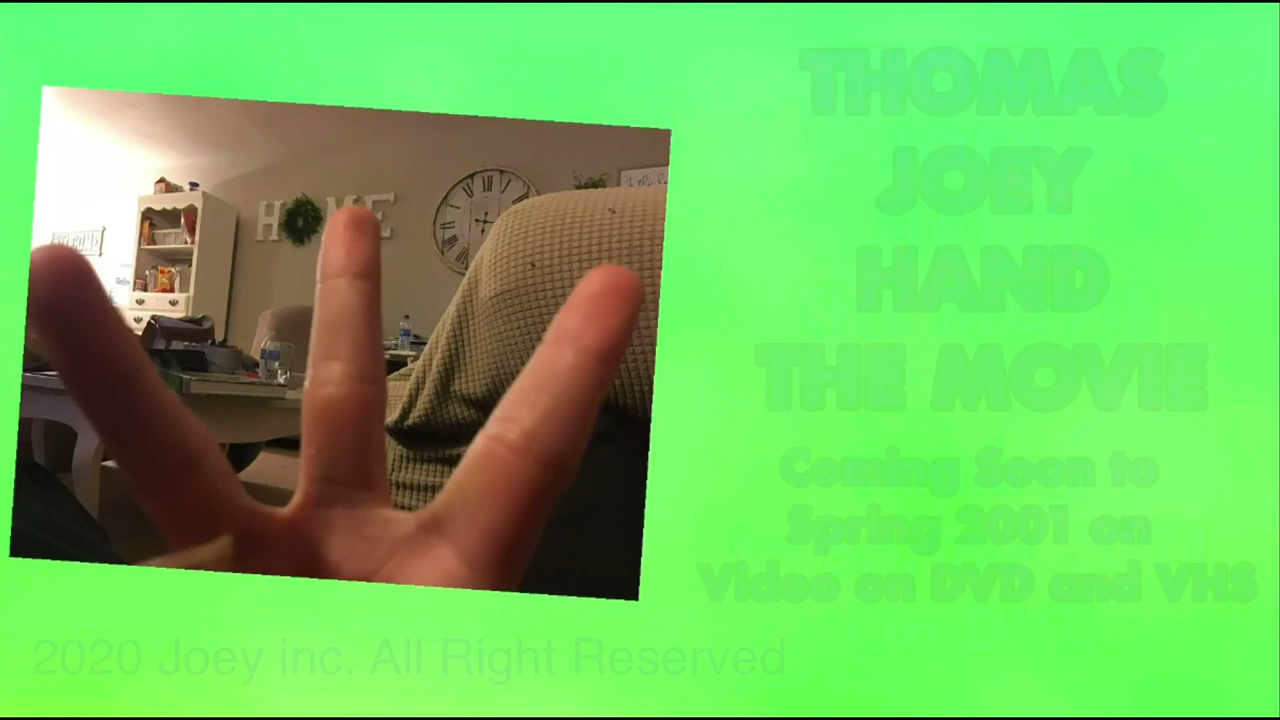 THOMAS
JOEY
HAND
THE MOVIE
Coming Soon to
Spring 2001 on
Video on DVD and VHS
2020 Joey inc. All Right Reserved
HOME
WELCOME